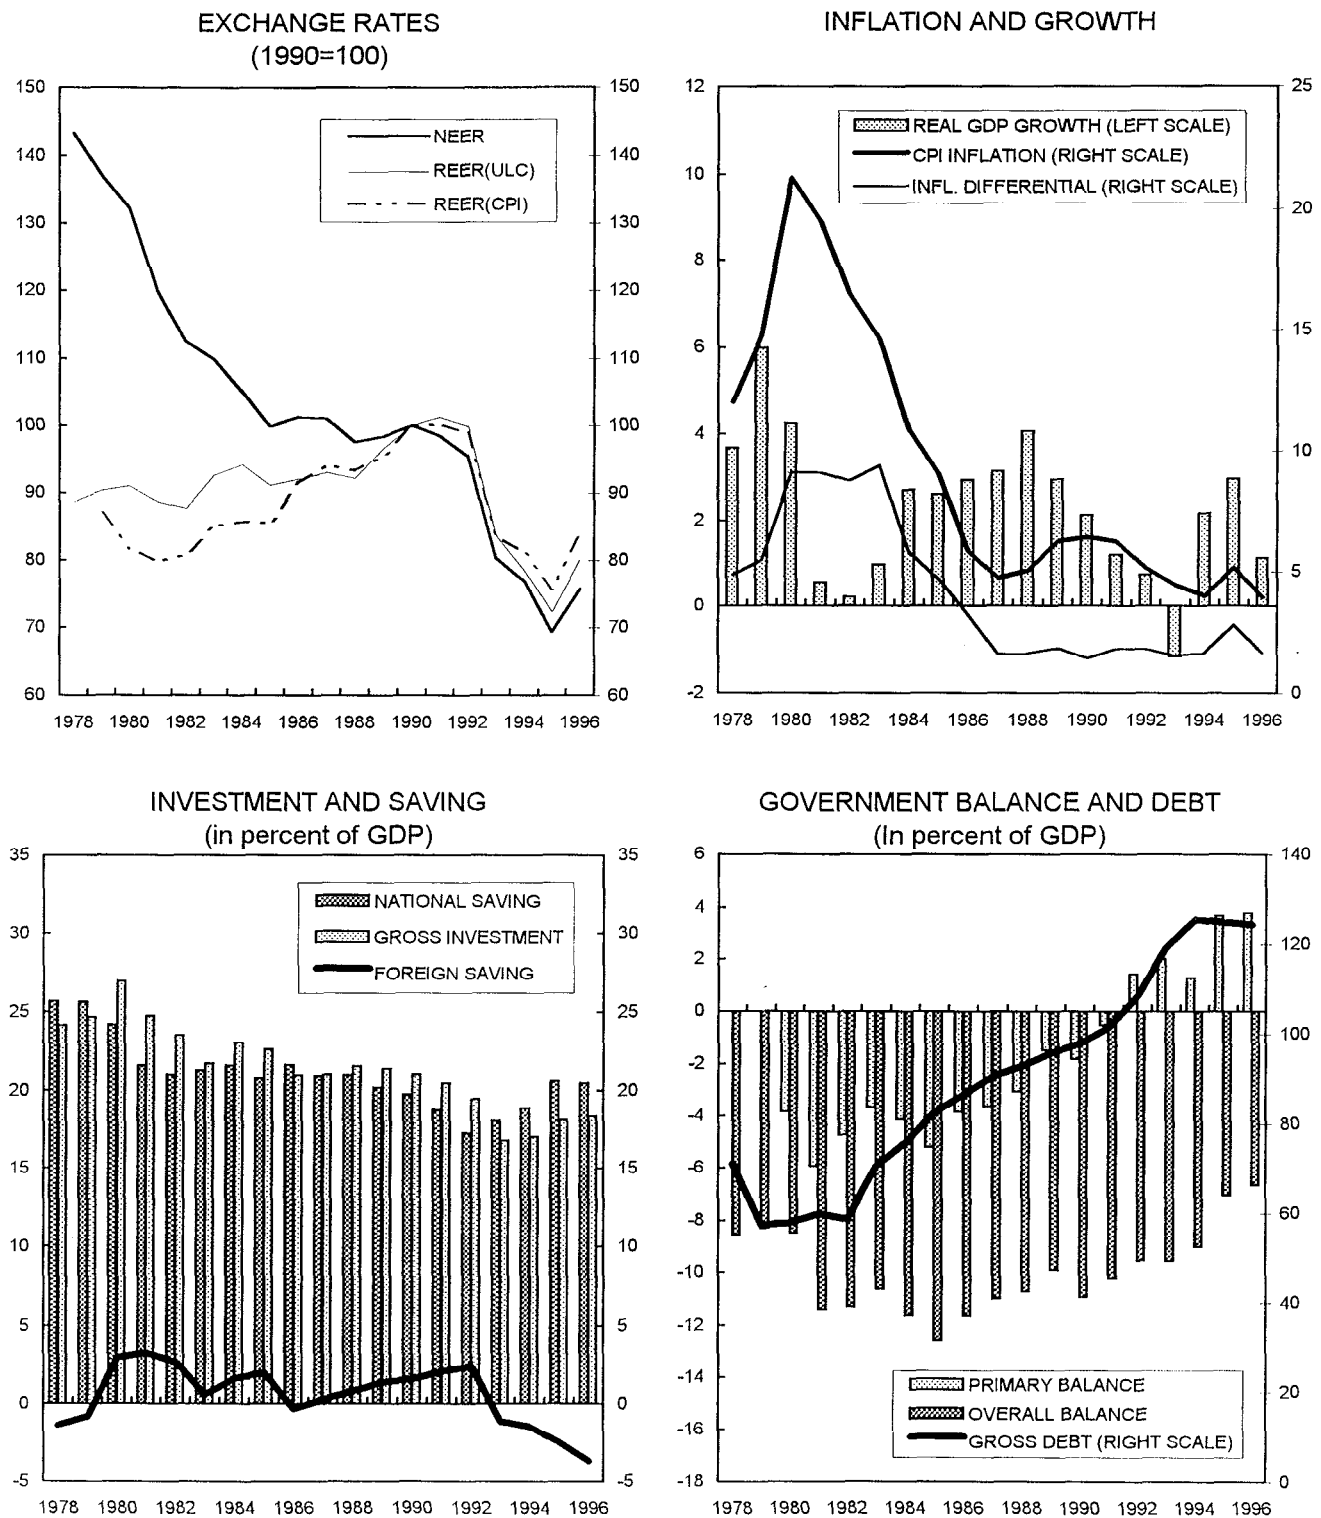 EXCHANGE RATES
(1990=100)
150 150
140 140
130 130
120 120
110 110
100 100
90 90
80 80
70 70
60 60
NEER
REER(ULC)
REER(CPI)
1978 1980 1982 1984 1986 1988 1990 1992 1994 1996
INFLATION AND GROWTH
12
10
8
6
4
2
0
-2
25
20
15
10
5
0
REAL GDP GROWTH (LEFT SCALE)
CPI INFLATION (RIGHT SCALE)
INFL. DIFFERENTIAL (RIGHT SCALE)
1978 1980 1982 1984 1986 1988 1990 1992 1994 1996
INVESTMENT AND SAVING
(in percent of GDP)
35 35
30 30
25 25
20 20
15 15
10 10
5 5
0 0
-5 -5
NATIONAL SAVING
GROSS INVESTMENT
FOREIGN SAVING
1978 1980 1982 1984 1986 1988 1990 1992 1994 1996
GOVERNMENT BALANCE AND DEBT
(In percent of GDP)
6
4
2
0
-2
-4
-6
-8
-10
-12
-14
-16
-18
140
120
100
80
60
40
20
0
PRIMARY BALANCE
OVERALL BALANCE
GROSS DEBT (RIGHT SCALE)
1978 1980 1982 1984 1986 1988 1990 1992 1994 1996